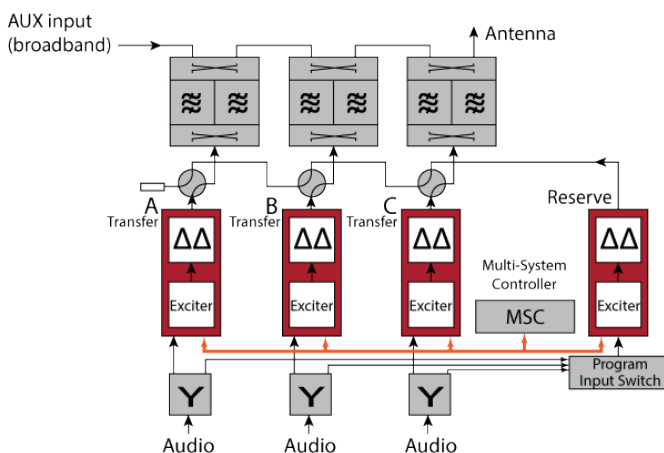 AUX input
(broadband)
Antenna
A
Transfer
B
Transfer
C
Transfer
Reserve
ΔΔ
ΔΔ
ΔΔ
ΔΔ
Multi-System
Controller
Exciter
Exciter
Exciter
MSC
Exciter
Y
Y
Y
Program
Input Switch
Audio
Audio
Audio